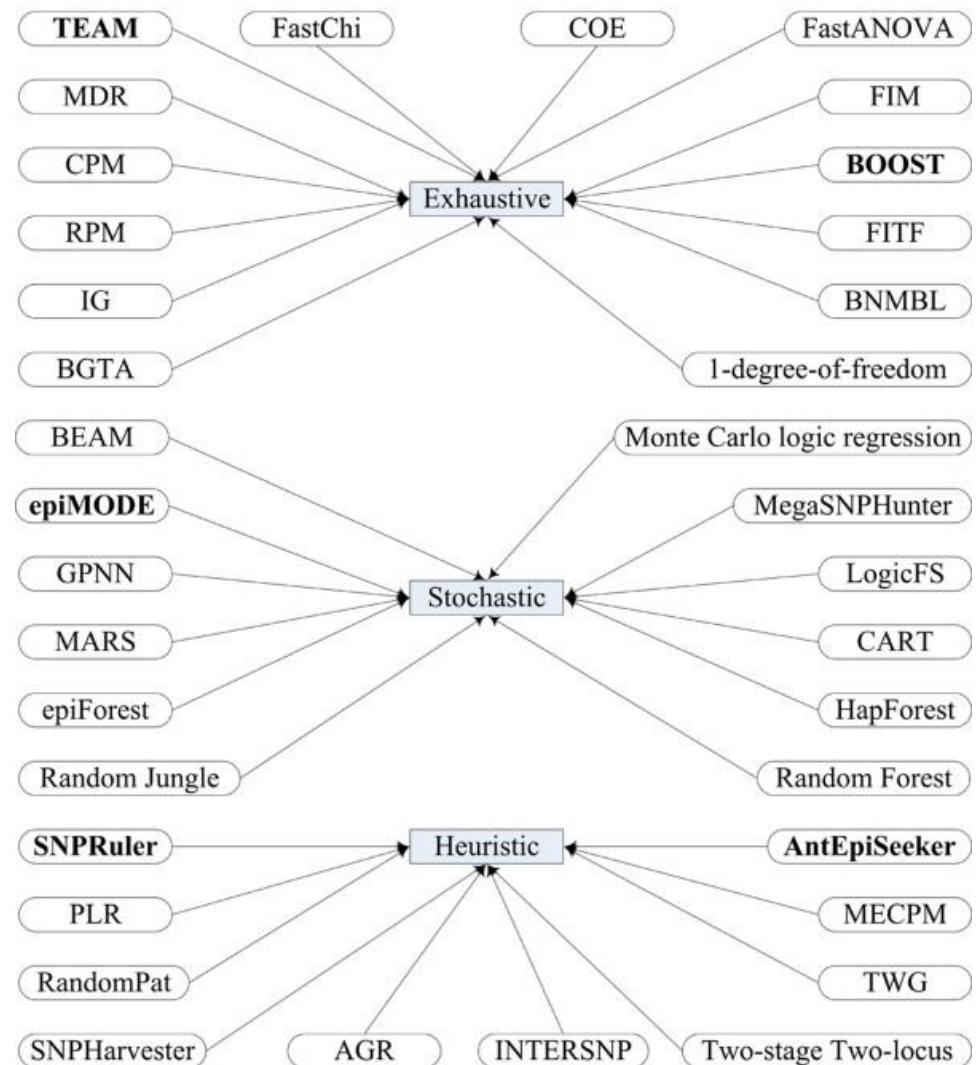 TEAM
FastChi
COE
FastANOVA
MDR
FIM
CPM
BOOST
Exhaustive
RPM
FITF
IG
BNMBL
BGTA
1-degree-of-freedom
BEAM
Monte Carlo logic regression
epiMODE
MegaSNPHunter
GPNN
LogicFS
Stochastic
MARS
CART
epiForest
HapForest
Random Jungle
Random Forest
SNPRuler
Heuristic
AntEpiSeeker
PLR
MECPM
RandomPat
TWG
SNPHarvester
AGR
INTERSNP
Two-stage Two-locus